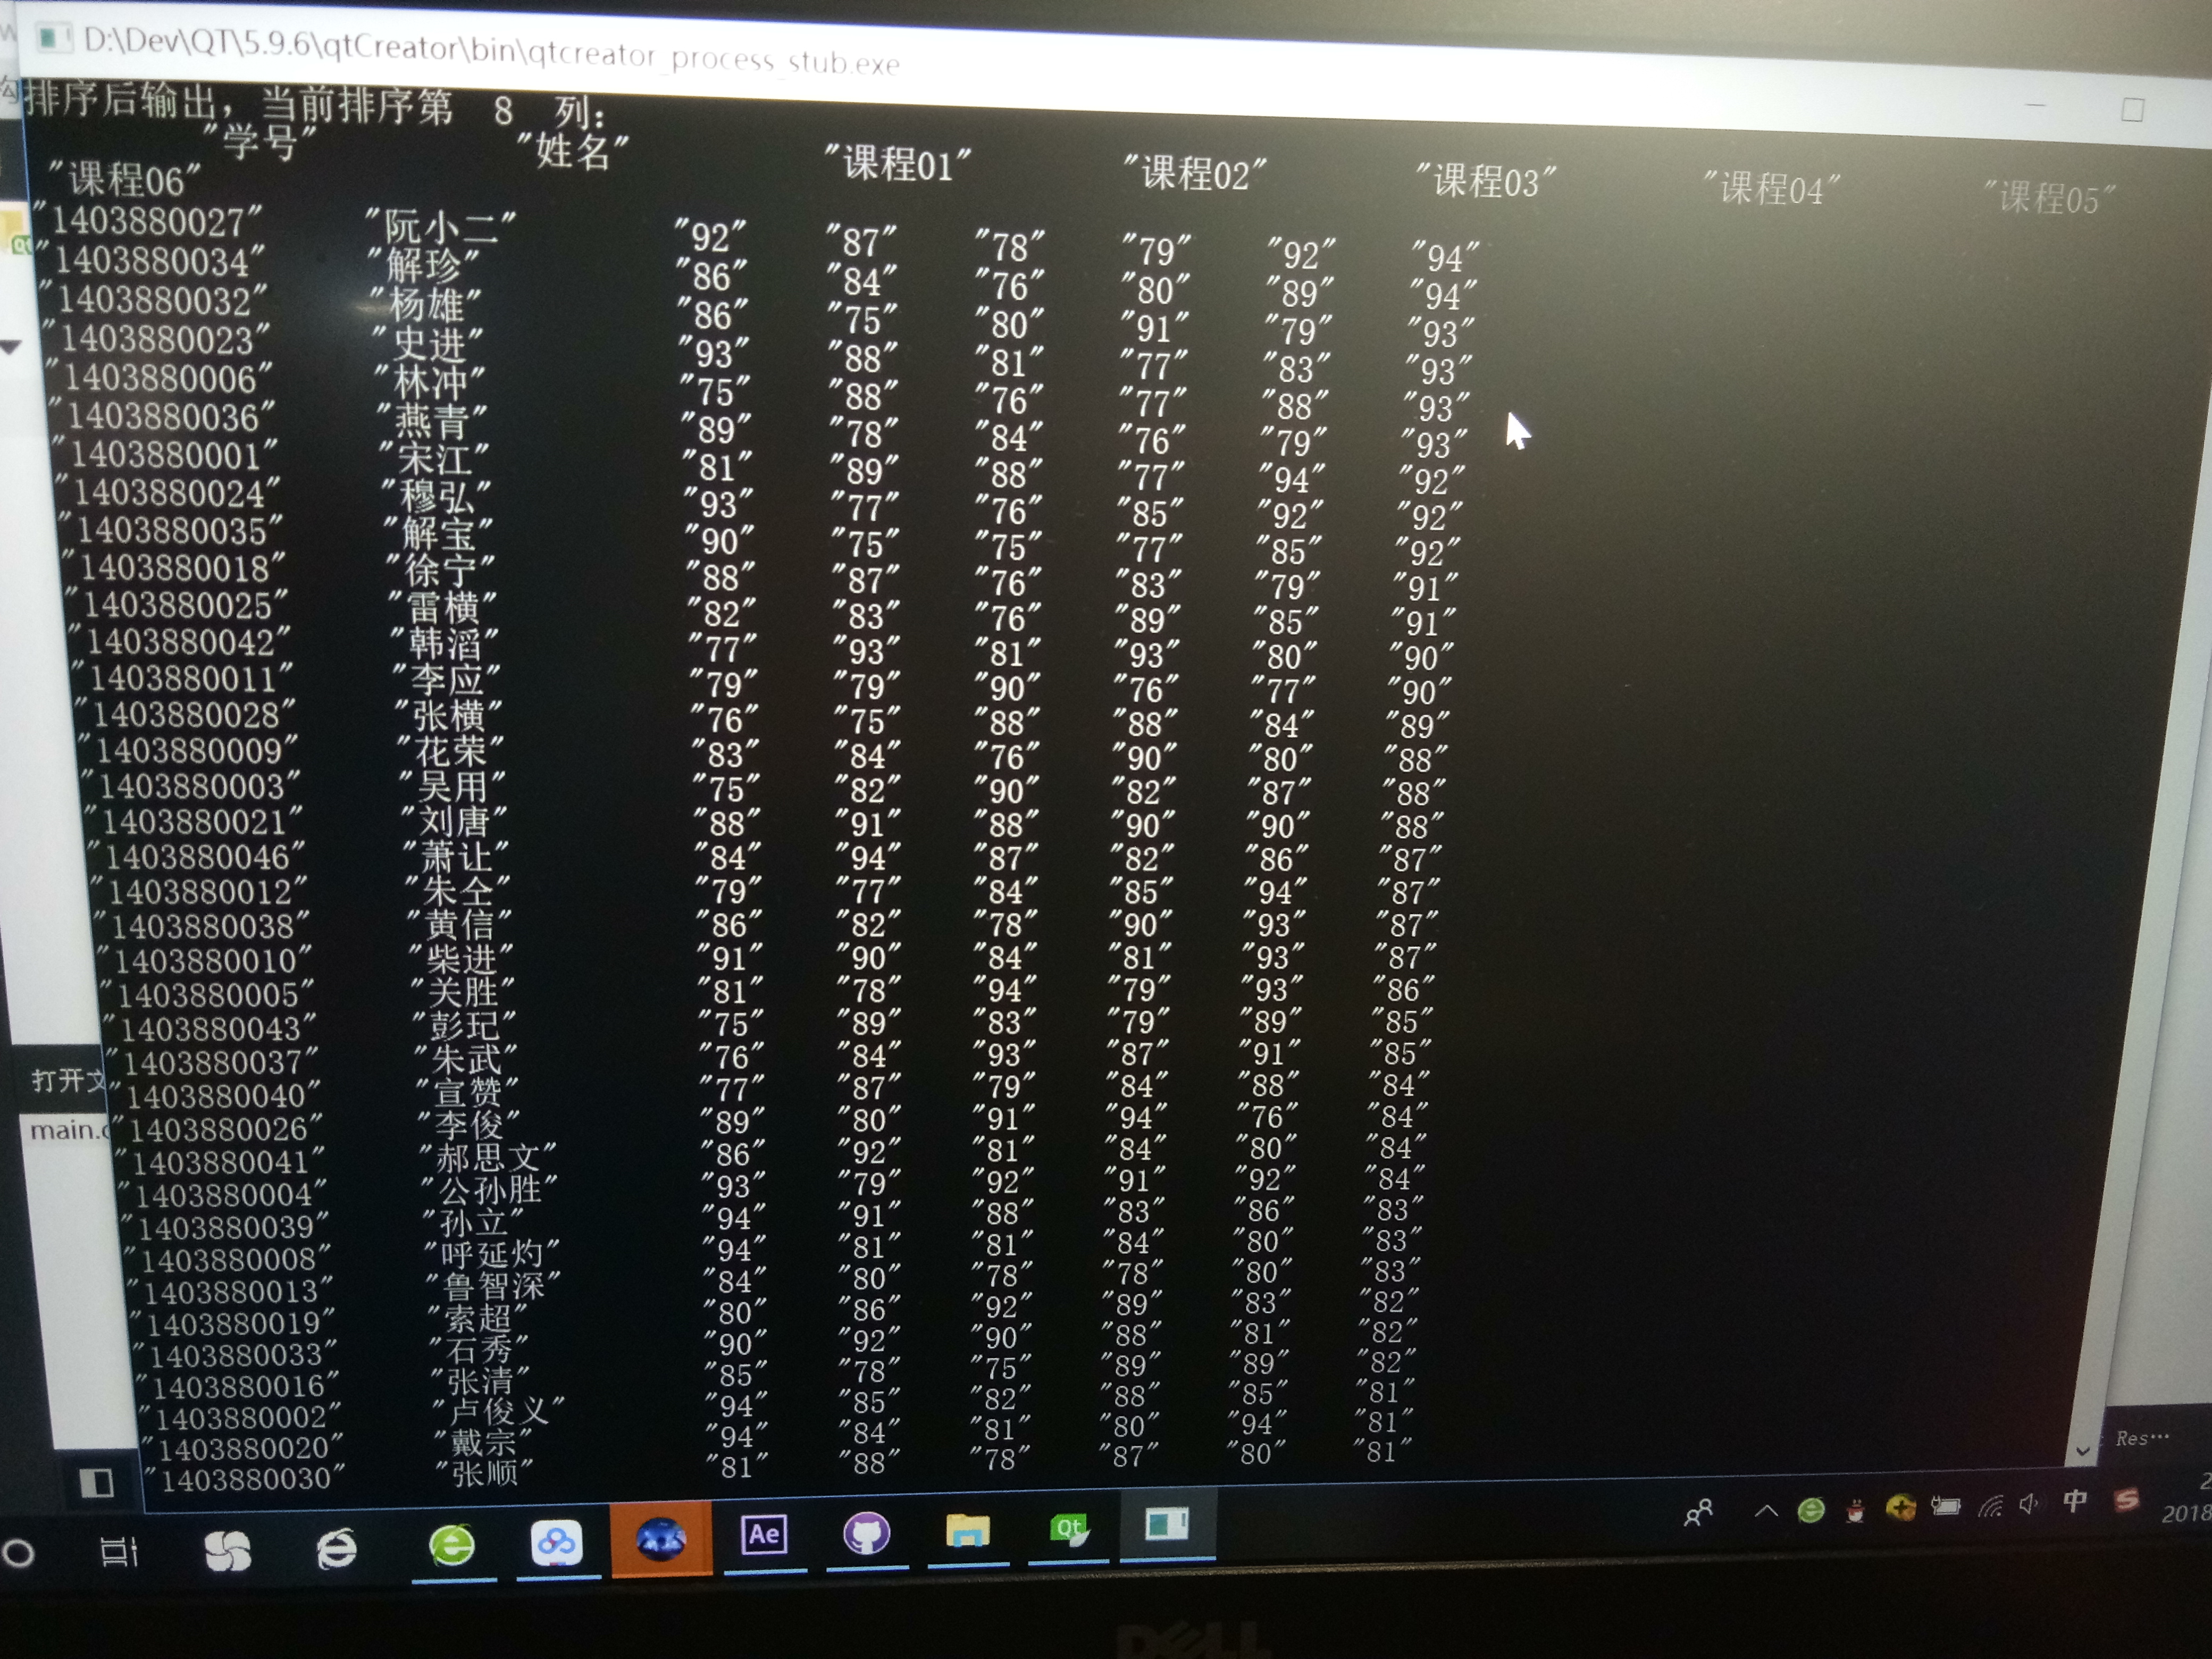 D:\Dev\QT\5.9.6\qtCreator\bin\qtcreator_process_stub.exe
排序后输出，当前排序第 8 列：
"学号" "姓名" "课程01" "课程02" "课程03" "课程04" "课程05"
"课程06"
"1403880027" "阮小二" "92" "87" "78" "79" "92" "94"
"1403880034" "解珍" "86" "84" "76" "80" "89" "94"
"1403880032" "杨雄" "86" "75" "80" "91" "79" "93"
"1403880023" "史进" "93" "88" "81" "77" "83" "93"
"1403880006" "林冲" "75" "88" "76" "77" "88" "93"
"1403880036" "燕青" "89" "78" "84" "76" "79" "93"
"1403880001" "宋江" "81" "89" "88" "77" "94" "92"
"1403880024" "穆弘" "93" "77" "76" "85" "92" "92"
"1403880035" "解宝" "90" "75" "75" "77" "85" "92"
"1403880018" "徐宁" "88" "87" "76" "83" "79" "91"
"1403880025" "雷横" "82" "83" "76" "89" "85" "91"
"1403880042" "韩滔" "77" "93" "81" "93" "80" "90"
"1403880011" "李应" "79" "79" "90" "76" "77" "90"
"1403880028" "张横" "76" "75" "88" "88" "84" "89"
"1403880009" "花荣" "83" "84" "76" "90" "80" "88"
"1403880003" "吴用" "75" "82" "90" "82" "87" "88"
"1403880021" "刘唐" "88" "91" "88" "90" "90" "88"
"1403880046" "萧让" "84" "94" "87" "82" "86" "87"
"1403880012" "朱仝" "79" "77" "84" "85" "94" "87"
"1403880038" "黄信" "86" "82" "78" "90" "93" "87"
"1403880010" "柴进" "91" "90" "84" "81" "93" "87"
"1403880005" "关胜" "81" "78" "94" "79" "93" "86"
"1403880043" "彭玘" "75" "89" "83" "79" "89" "85"
"1403880037" "朱武" "76" "84" "93" "87" "91" "85"
"1403880040" "宣赞" "77" "87" "79" "84" "88" "84"
"1403880026" "李俊" "89" "80" "91" "94" "76" "84"
"1403880041" "郝思文" "86" "92" "81" "84" "80" "84"
"1403880004" "公孙胜" "93" "79" "92" "91" "92" "84"
"1403880039" "孙立" "94" "91" "88" "83" "86" "83"
"1403880008" "呼延灼" "94" "81" "81" "84" "80" "83"
"1403880013" "鲁智深" "84" "80" "78" "78" "80" "83"
"1403880019" "索超" "80" "86" "92" "89" "83" "82"
"1403880033" "石秀" "90" "92" "90" "88" "81" "82"
"1403880016" "张清" "85" "78" "75" "89" "89" "82"
"1403880002" "卢俊义" "94" "85" "82" "88" "85" "81"
"1403880020" "戴宗" "94" "84" "81" "80" "94" "81"
"1403880030" "张顺" "81" "88" "78" "87" "80" "81"
打开文
main.c
Res…
Ae
Qt
中
2018
DELL